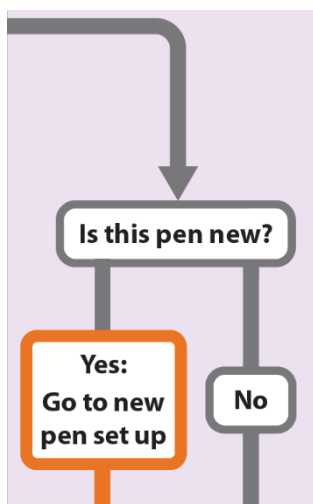 Is this pen new?
Yes:
Go to new
pen set up
No